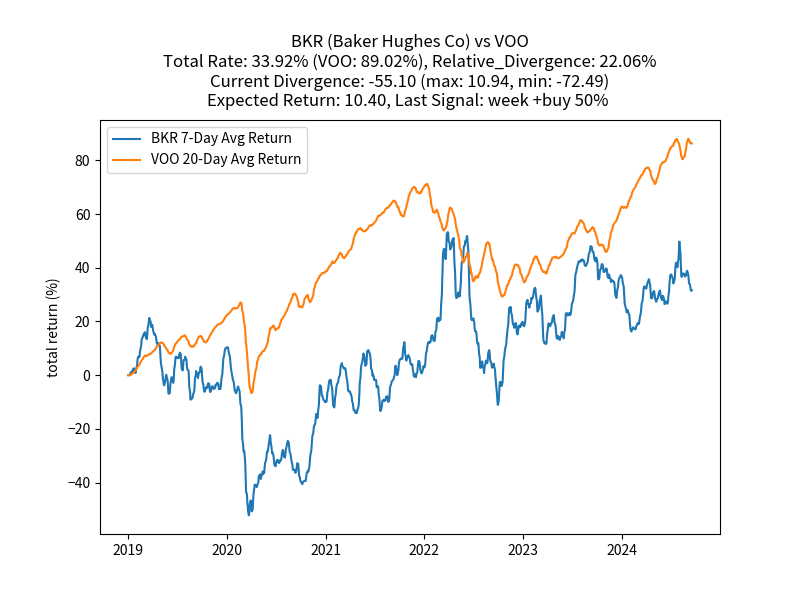 BKR (Baker Hughes Co) vs VOO
Total Rate: 33.92% (VOO: 89.02%), Relative_Divergence: 22.06%
Current Divergence: -55.10 (max: 10.94, min: -72.49)
Expected Return: 10.40, Last Signal: week +buy 50%
BKR 7-Day Avg Return
VOO 20-Day Avg Return
total return (%)
80
60
40
20
0
−20
−40
2019
2020
2021
2022
2023
2024